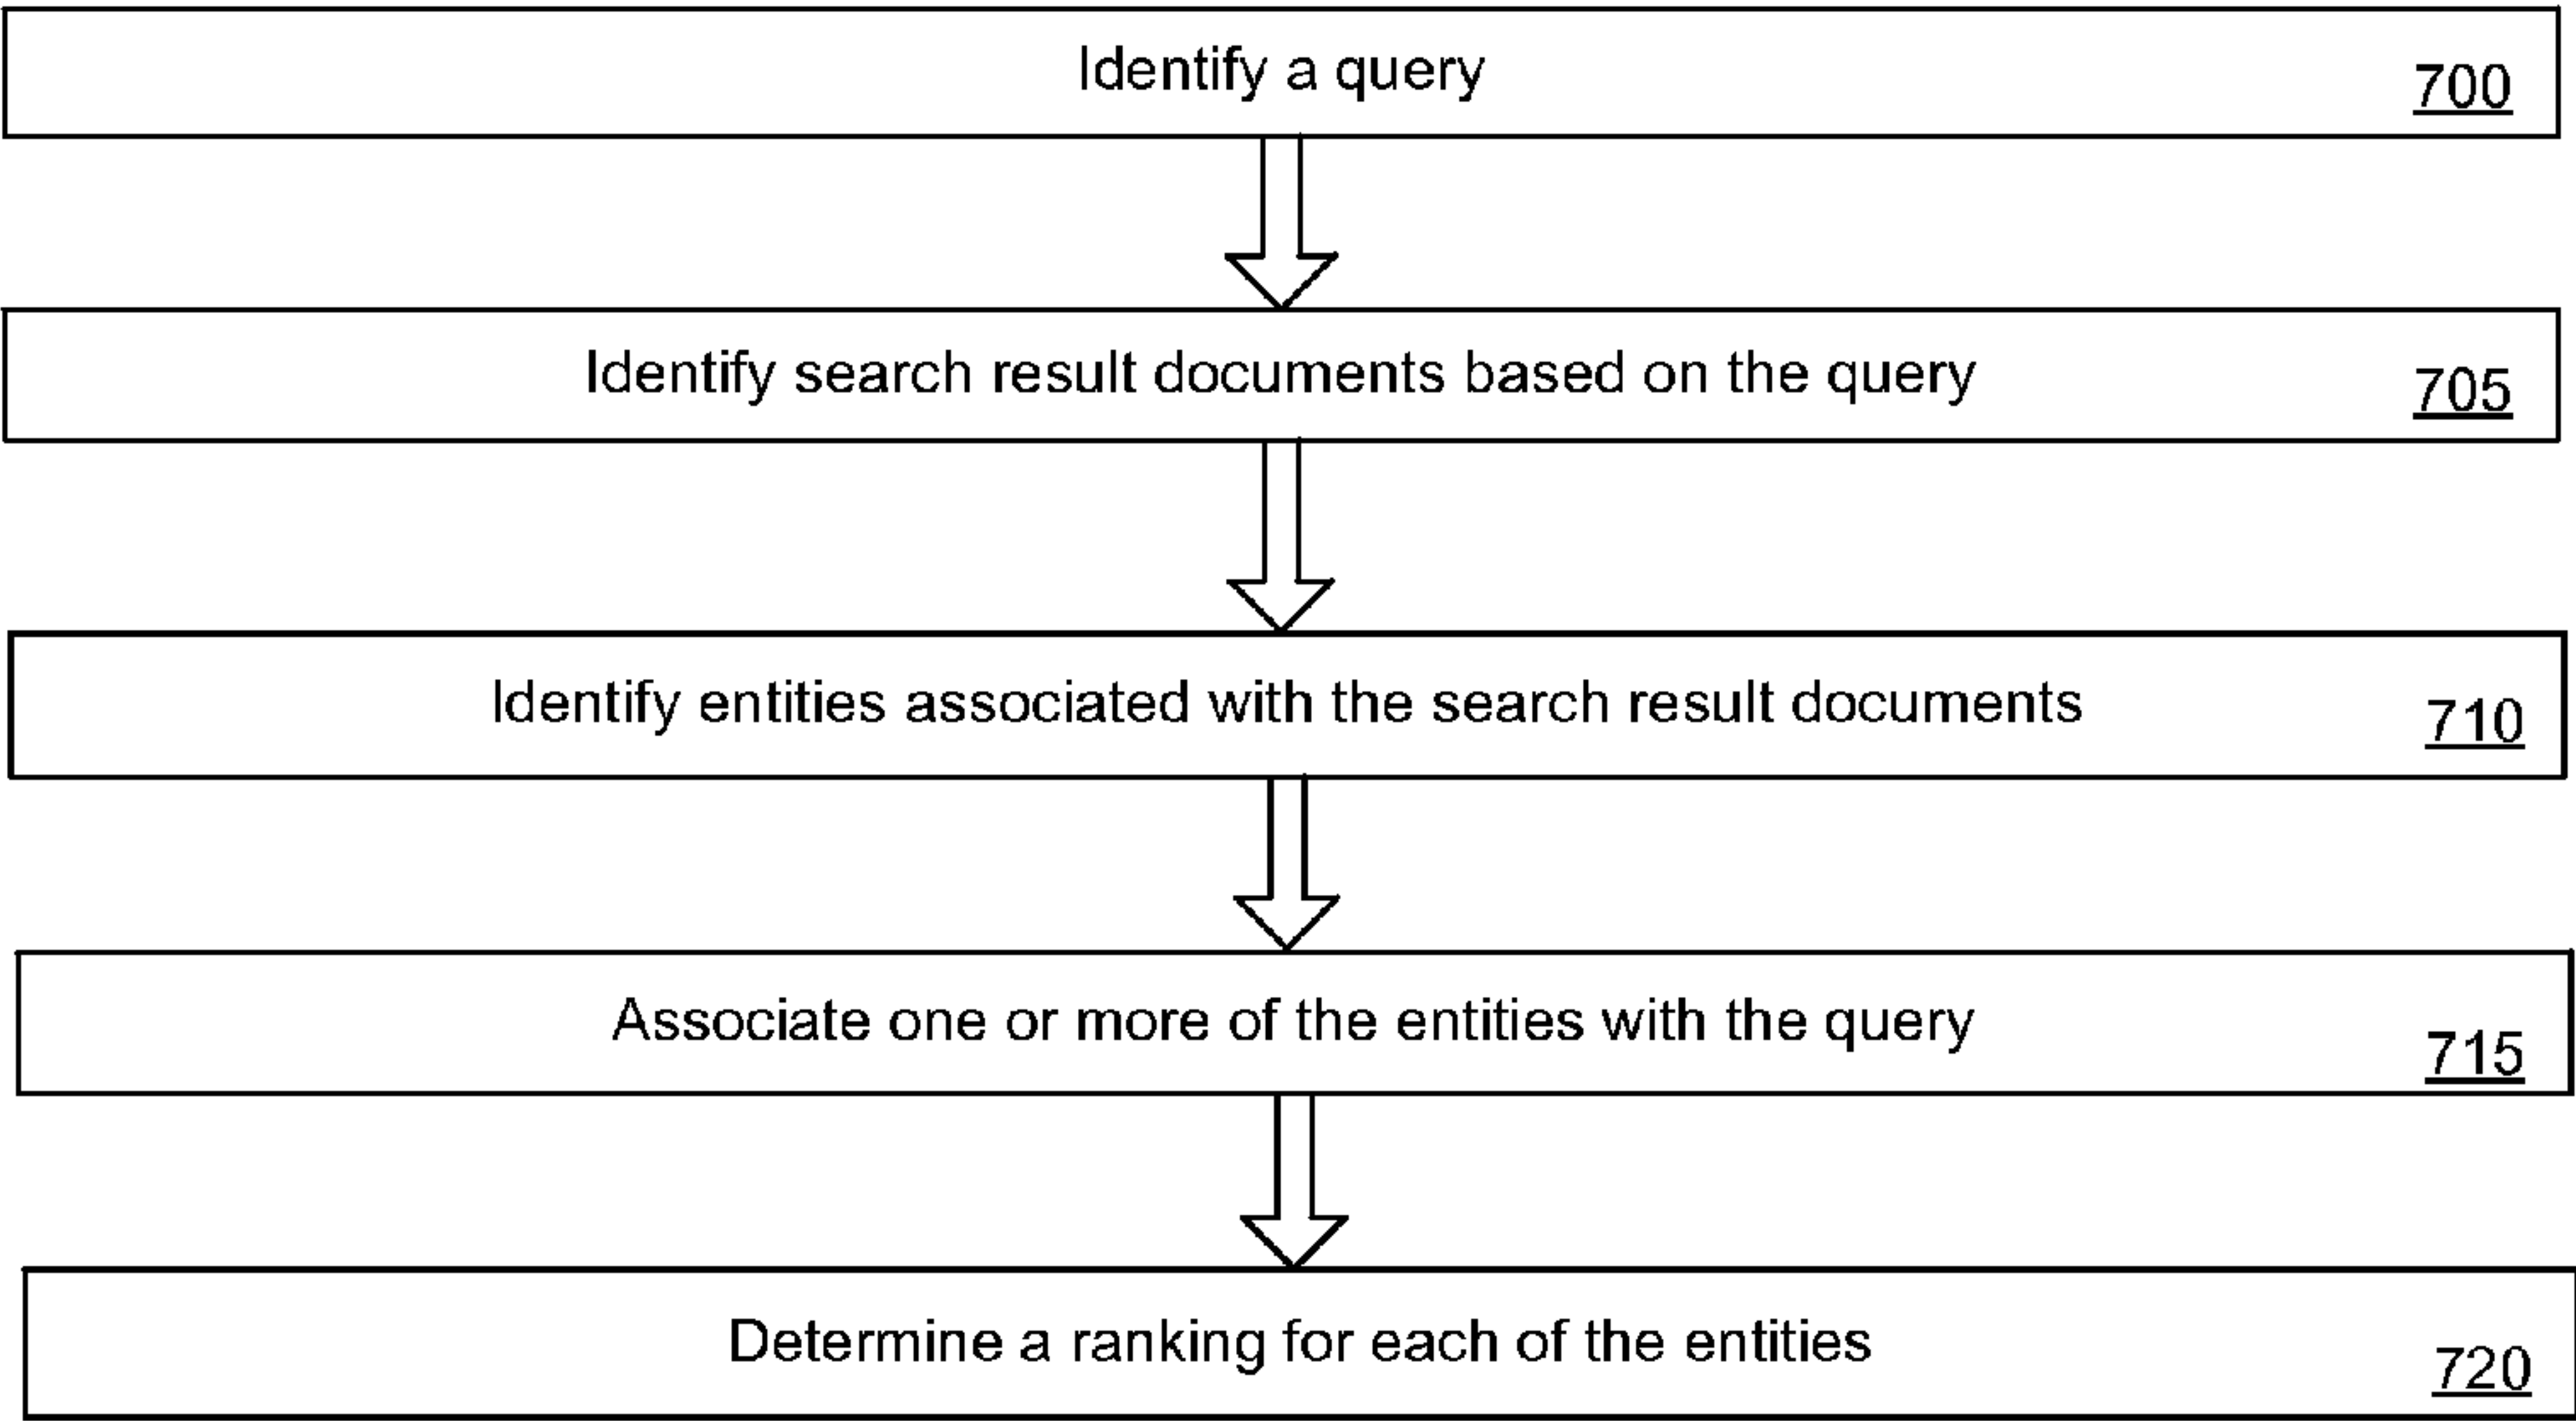 Identify a query
700
Identify search result documents based on the query
705
Identify entities associated with the search result documents
710
Associate one or more of the entities with the query
715
Determine a ranking for each of the entities
720